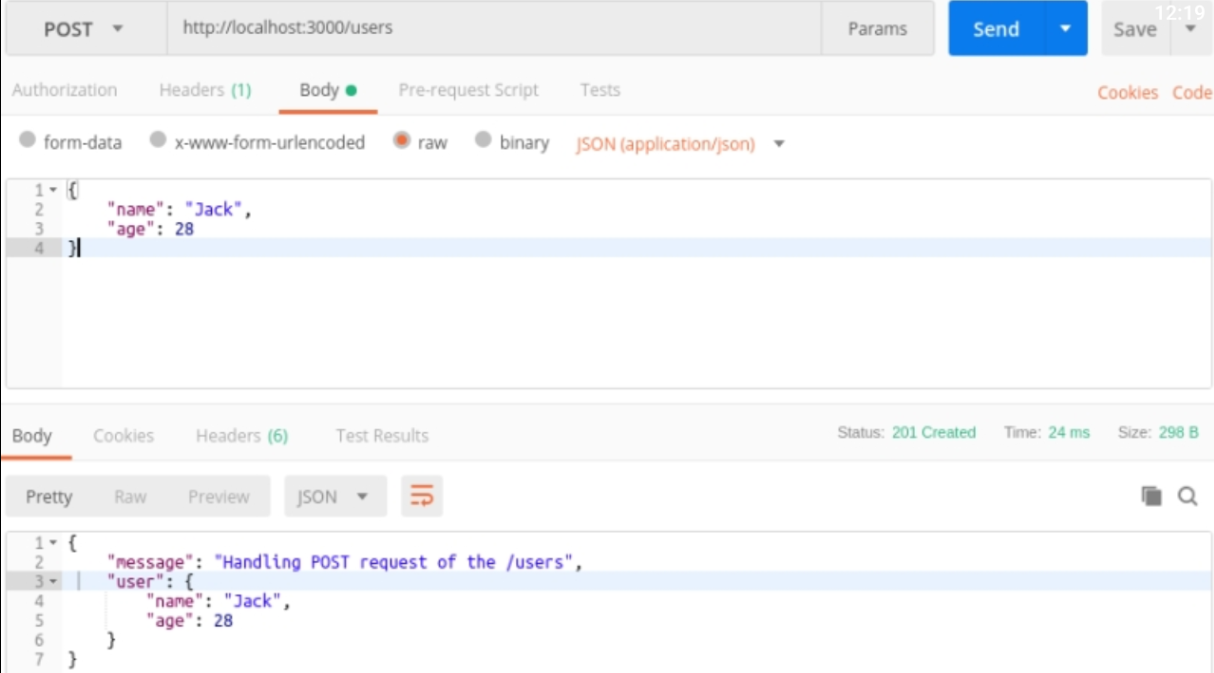 POST http://localhost:3000/users Params Send Save 12:19
Authorization Headers (1) Body Pre-request Script Tests Cookies Code
form-data x-www-form-urlencoded raw binary JSON (application/json)
1 {
2 "name": "Jack",
3 "age": 28
4 }
Body Cookies Headers (6) Test Results Status: 201 Created Time: 24 ms Size: 298 B
Pretty Raw Preview JSON
1 {
2 "message": "Handling POST request of the /users",
3 "user": {
4 "name": "Jack",
5 "age": 28
6 }
7 }